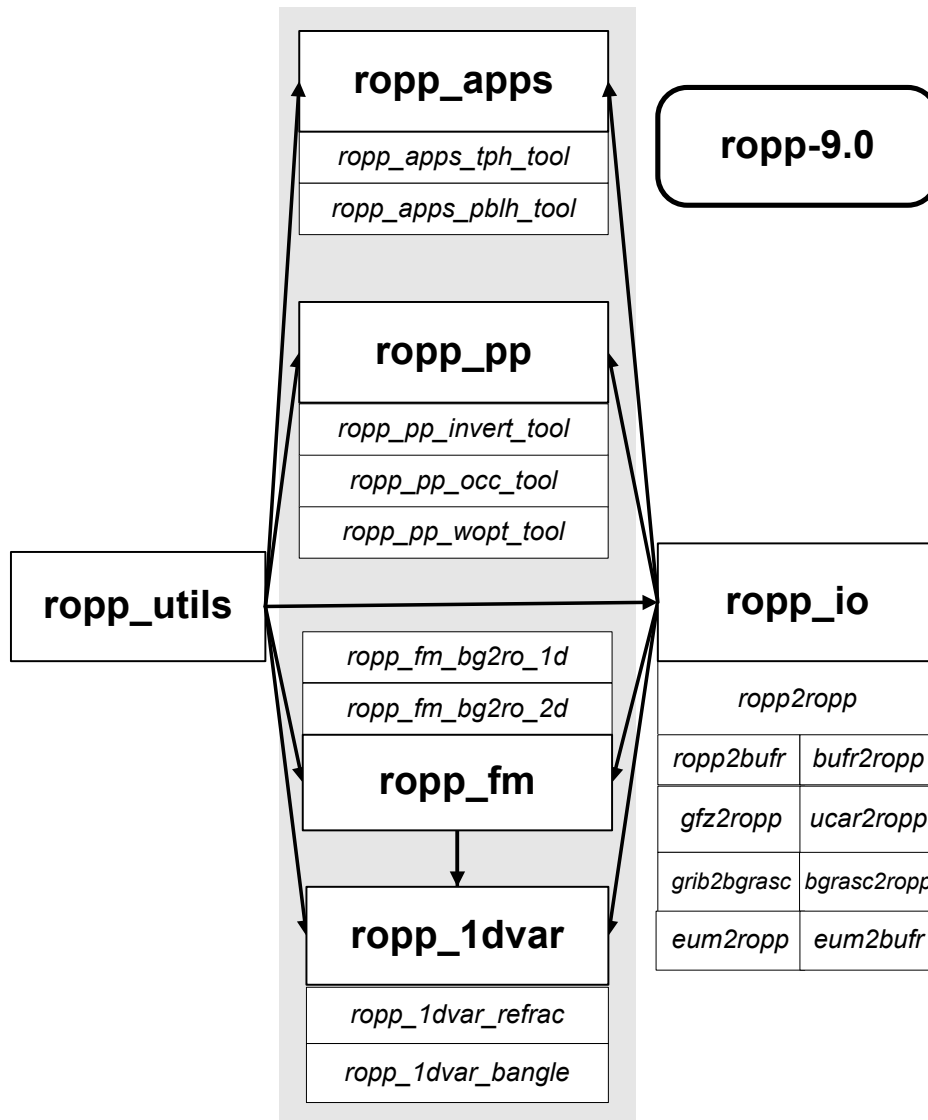 ropp_apps
ropp_apps_tph_tool
ropp_apps_pblh_tool
ropp-9.0
ropp_pp
ropp_pp_invert_tool
ropp_pp_occ_tool
ropp_pp_wopt_tool
ropp_utils
ropp_fm_bg2ro_1d
ropp_fm_bg2ro_2d
ropp_fm
ropp_1dvar
ropp_1dvar_refrac
ropp_1dvar_bangle
ropp_io
ropp2ropp
ropp2bufr bufr2ropp
gfz2ropp ucar2ropp
grib2bgrasc bgrasc2ropp
eum2ropp eum2bufr